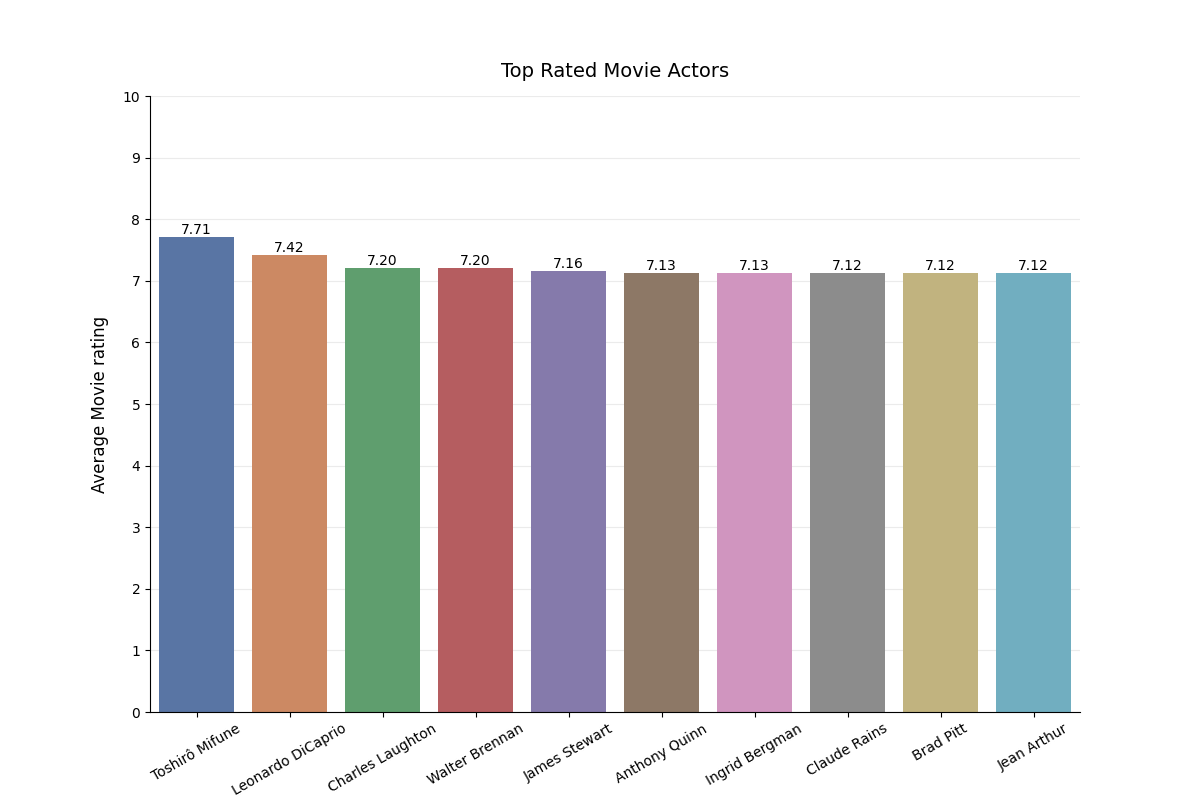 Top Rated Movie Actors
Average Movie rating
10
9
8
7
6
5
4
3
2
1
0
7.71
7.42
7.20
7.20
7.16
7.13
7.13
7.12
7.12
7.12
Toshirô Mifune
Leonardo DiCaprio
Charles Laughton
Walter Brennan
James Stewart
Anthony Quinn
Ingrid Bergman
Claude Rains
Brad Pitt
Jean Arthur